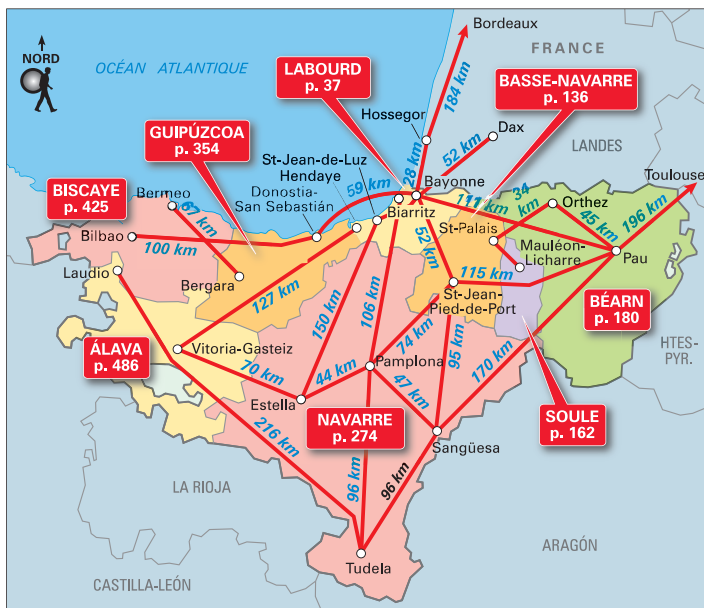 Bordeaux
NORD
OCÉAN ATLANTIQUE
FRANCE
LABOURD
p. 37
BASSE-NAVARRE
p. 136
184 km
Hossegor
Dax
LANDES
GUIPÚZCOA
p. 354
28 km
52 km
Toulouse
St-Jean-de-Luz
Hendaye
Donostia-
San Sebastián
59 km
Bayonne
Biarritz
BISCAYE
p. 425
Bermeo
67 km
111 km
34
km
Orthez
45 km
196 km
Bilbao
100 km
St-Palais
52 km
Mauléon-
Licharre
Pau
Laudio
Bergara
127 km
115 km
St-Jean-
Pied-de-Port
BÉARN
p. 180
150 km
106 km
74 km
95 km
170 km
HTES-
PYR.
ÁLAVA
p. 486
Vitoria-Gasteiz
70 km
44 km
Pamplona
47 km
Estella
NAVARRE
p. 274
SOULE
p. 162
216 km
Sangüesa
96 km
96 km
LA RIOJA
Tudela
ARAGÓN
CASTILLA-LEÓN